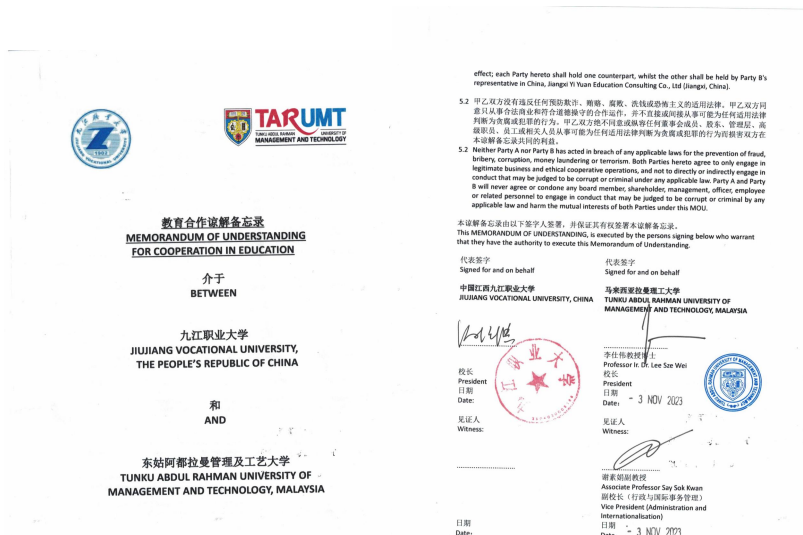 九江职业大学
JIUJIANG VOCATIONAL UNIVERSITY
1903
TARUMT
TUNKU ABDUL RAHMAN UNIVERSITY OF
MANAGEMENT AND TECHNOLOGY
教育合作谅解备忘录
MEMORANDUM OF UNDERSTANDING
FOR COOPERATION IN EDUCATION
介于
BETWEEN
九江职业大学
JIUJIANG VOCATIONAL UNIVERSITY,
THE PEOPLE'S REPUBLIC OF CHINA
和
AND
东姑阿都拉曼管理及工艺大学
TUNKU ABDUL RAHMAN UNIVERSITY OF
MANAGEMENT AND TECHNOLOGY, MALAYSIA
effect; each Party hereto shall hold one counterpart, whilst the other shall be held by Party B's
representative in China, Jiangxi Yi Yuan Education Consulting Co., Ltd (Jiangxi, China).
5.2 甲乙双方没有违反任何预防欺诈、贿赂、腐败、洗钱或恐怖主义的适用法律。甲乙双方同
意只从事合法商业和符合道德操守的合作运作，并不直接或间接从事可能为任何适用法律
判断为贪腐或犯罪的行为。甲乙双方绝不同意或纵容任何董事会成员、股东、管理层、高
级职员、员工或相关人员从事可能为任何适用法律判断为贪腐或犯罪的行为而损害双方在
本谅解备忘录共同的利益。
5.2 Neither Party A nor Party B has acted in breach of any applicable laws for the prevention of fraud,
bribery, corruption, money laundering or terrorism. Both Parties hereto agree to only engage in
legitimate business and ethical cooperative operations, and not to directly or indirectly engage in
conduct that may be judged to be corrupt or criminal under any applicable law. Party A and Party
B will never agree or condone any board member, shareholder, management, officer, employee
or related personnel to engage in conduct that may be judged to be corrupt or criminal by any
applicable law and harm the mutual interests of both Parties under this MOU.
本谅解备忘录由以下签字人签署，并保证其有权签署本谅解备忘录。
This MEMORANDUM OF UNDERSTANDING, is executed by the persons signing below who warrant
that they have the authority to execute this Memorandum of Understanding.
代表签字
Signed for and on behalf
中国江西九江职业大学
JIUJIANG VOCATIONAL UNIVERSITY, CHINA
校长
President
日期
Date:
见证人
Witness:
日期
Date:
代表签字
Signed for and on behalf
马来西亚拉曼理工大学
TUNKU ABDUL RAHMAN UNIVERSITY OF
MANAGEMENT AND TECHNOLOGY, MALAYSIA
李仕伟教授博士
Professor Ir. Dr. Lee Sze Wei
校长
President
日期
Date: - 3 NOV 2023
见证人
Witness:
谢素娟副教授
Associate Professor Say Sok Kwan
副校长（行政与国际事务管理）
Vice President (Administration and
Internationalisation)
日期
Date - 3 NOV 2023
江职业大学